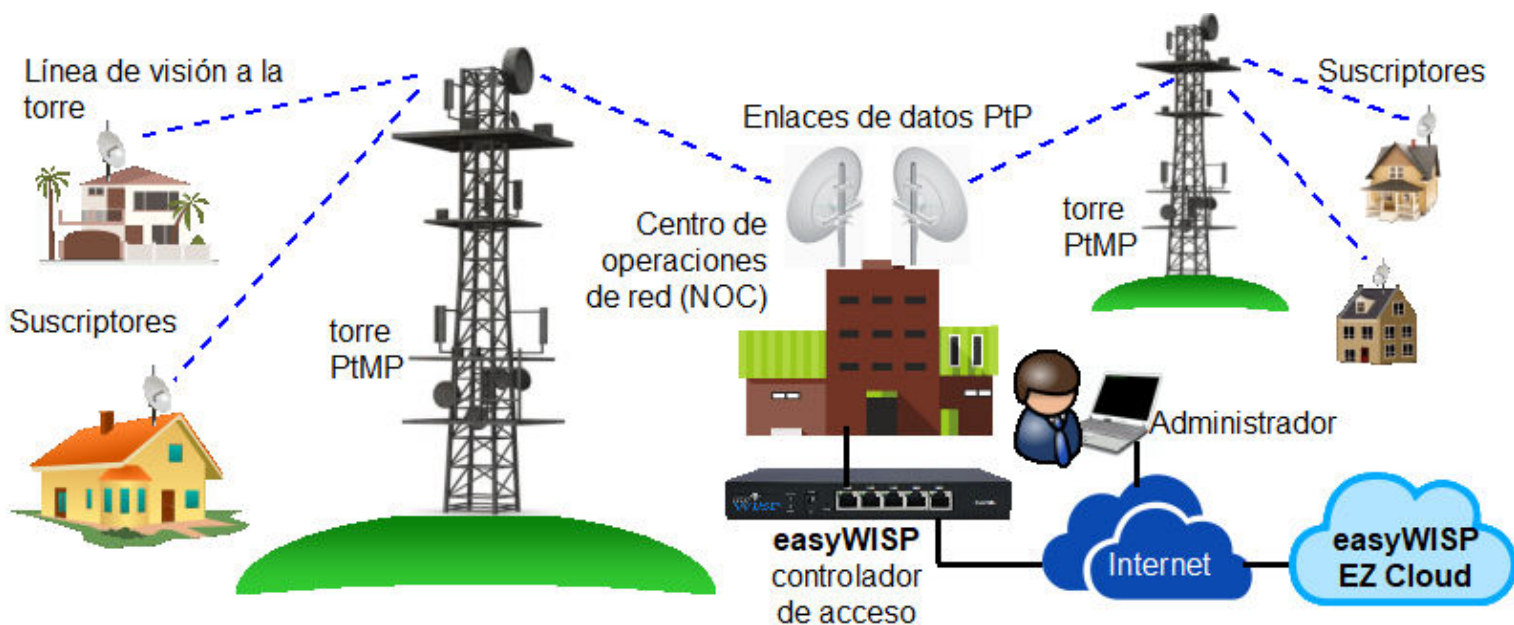 Línea de visión a la
torre
Suscriptores
torre
PtMP
Enlaces de datos PtP
Centro de
operaciones
de red (NOC)
torre
PtMP
Suscriptores
Administrador
easyWISP
controlador
de acceso
Internet
easyWISP
EZ Cloud